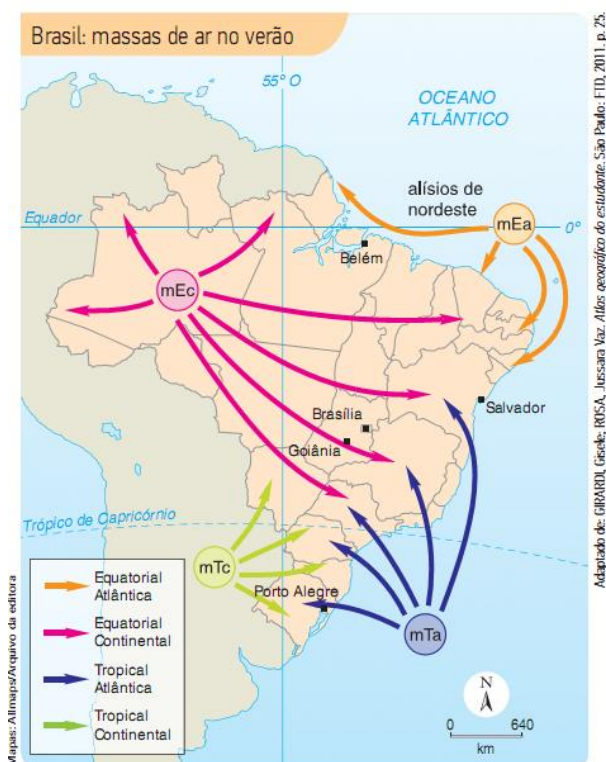 Brasil: massas de ar no verão
55º O
OCEANO
ATLÂNTICO
alísios de
nordeste
Equador
mEa
0º
Belém
mEc
Salvador
Brasília
Goiânia
Trópico de Capricórnio
mTc
Porto Alegre
mTa
Equatorial
Atlântica
Equatorial
Continental
Tropical
Atlântica
Tropical
Continental
N
0 640
km
Mapas: Allmaps/Arquivo da editora
Adaptado de: GIRARDI, Gisele; ROSA, Jussara Vaz. Atlas geográfico do estudante. São Paulo: FTD, 2011. p. 25.